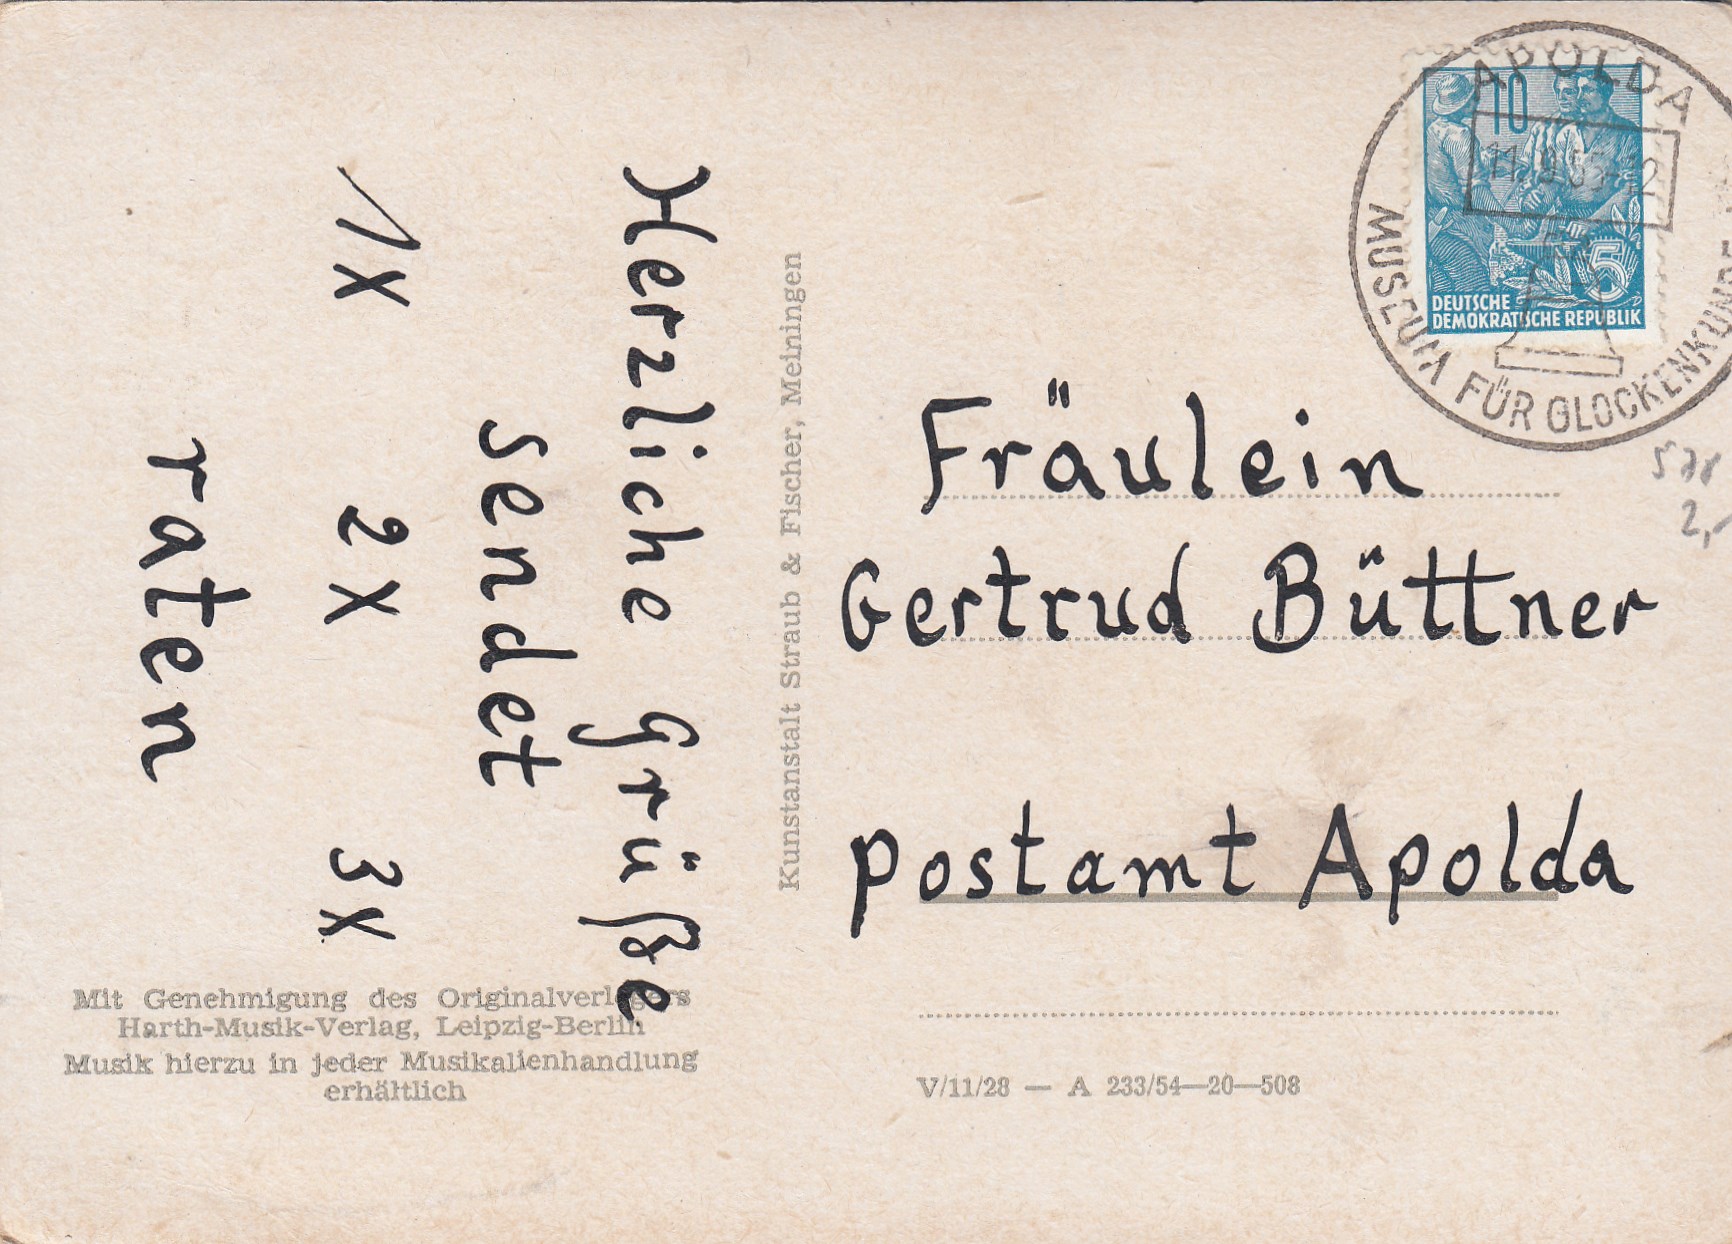 Herzliche Grüße
sendet
1x 2x 3x
raten
Mit Genehmigung des Originalverlegers
Harth-Musik-Verlag, Leipzig-Berlin
Musik hierzu in jeder Musikalienhandlung
erhältlich
Kunstanstalt Straub & Fischer, Meiningen
APOLDA
MUSEUM FÜR GLOCKENKUNDE
10
5
DEUTSCHE
DEMOKRATISCHE REPUBLIK
Fräulein
Gertrud Büttner
Postamt Apolda
2,-
V/11/28 — A 233/54—20—508